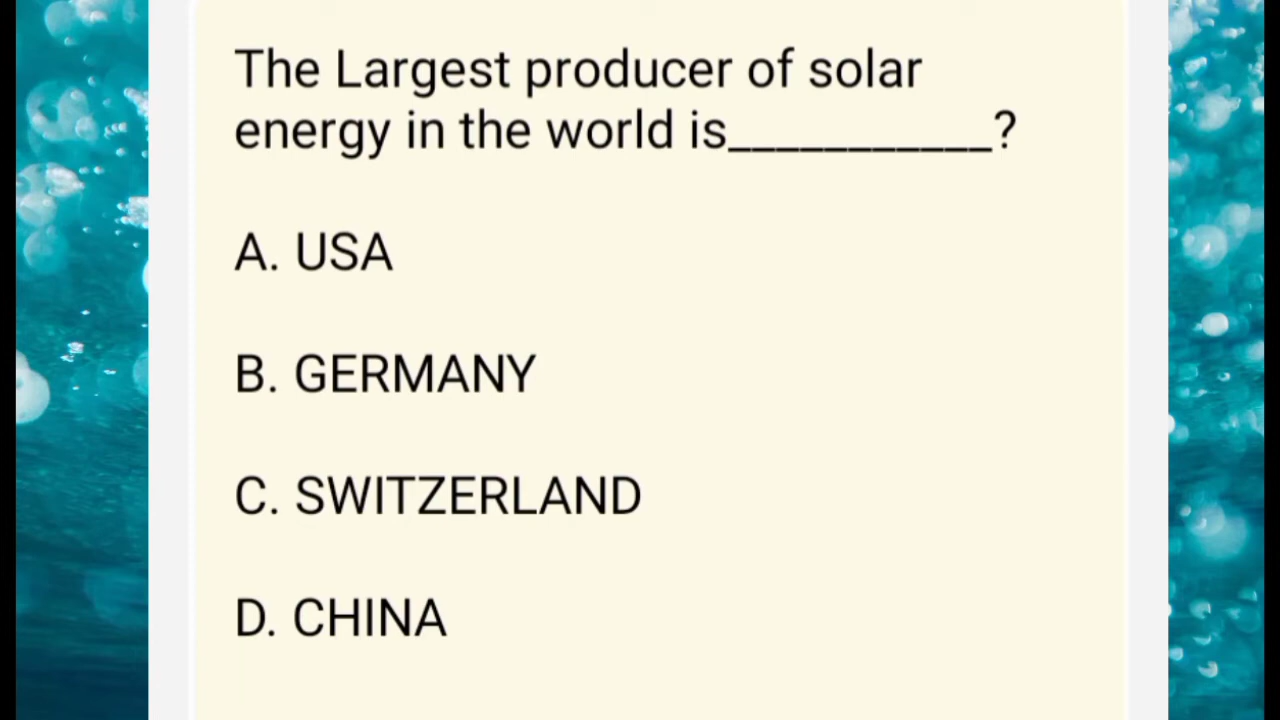 The Largest producer of solar
energy in the world is___________?
A. USA
B. GERMANY
C. SWITZERLAND
D. CHINA